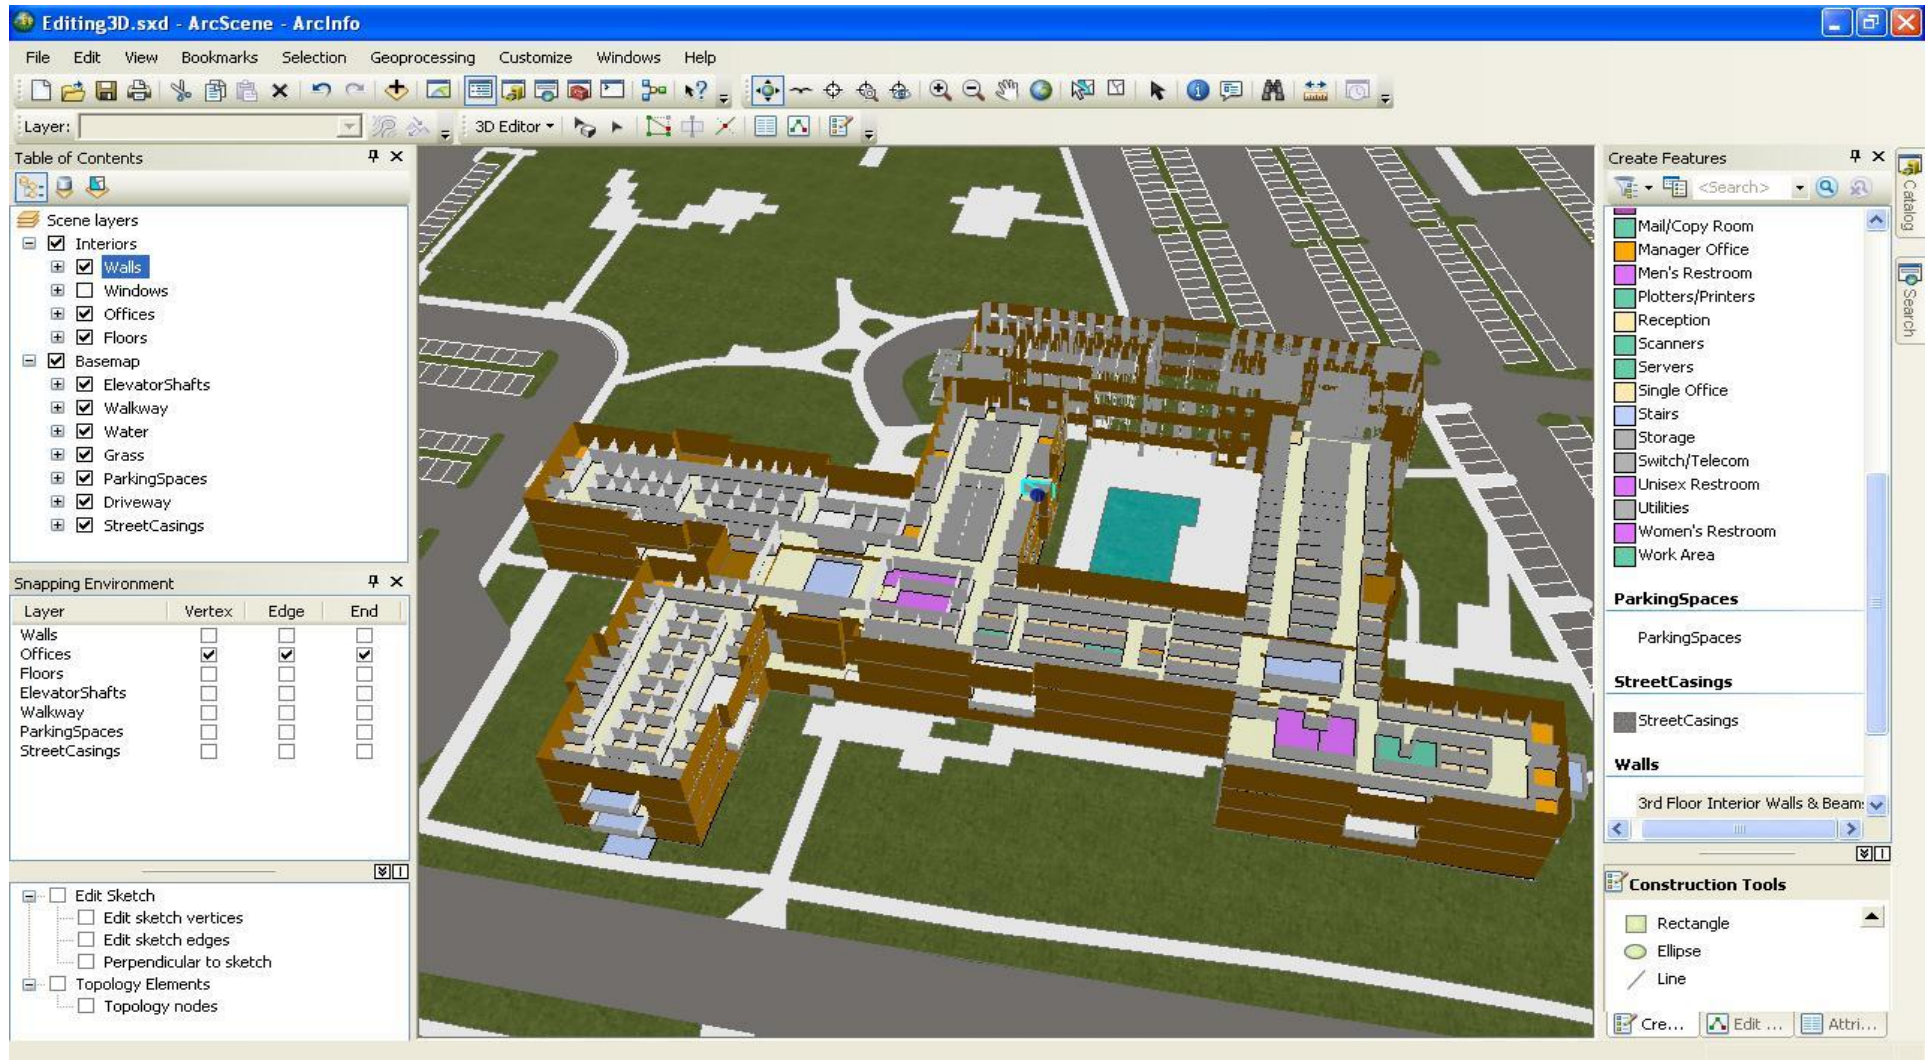 Editing3D.sxd - ArcScene - ArcInfo
File Edit View Bookmarks Selection Geoprocessing Customize Windows Help
Layer: 3D Editor
Table of Contents
Scene layers
Interiors
Walls
Windows
Offices
Floors
Basemap
ElevatorShafts
Walkway
Water
Grass
ParkingSpaces
Driveway
StreetCasings
Snapping Environment
Layer Vertex Edge End
Walls
Offices
Floors
ElevatorShafts
Walkway
ParkingSpaces
StreetCasings
Edit Sketch
Edit sketch vertices
Edit sketch edges
Perpendicular to sketch
Topology Elements
Topology nodes
Create Features
<Search>
Mail/Copy Room
Manager Office
Men's Restroom
Plotters/Printers
Reception
Scanners
Servers
Single Office
Stairs
Storage
Switch/Telecom
Unisex Restroom
Utilities
Women's Restroom
Work Area
ParkingSpaces
ParkingSpaces
StreetCasings
StreetCasings
Walls
3rd Floor Interior Walls & Beam
Construction Tools
Rectangle
Ellipse
Line
Cre... Edit ... Attri...
Catalog
Search